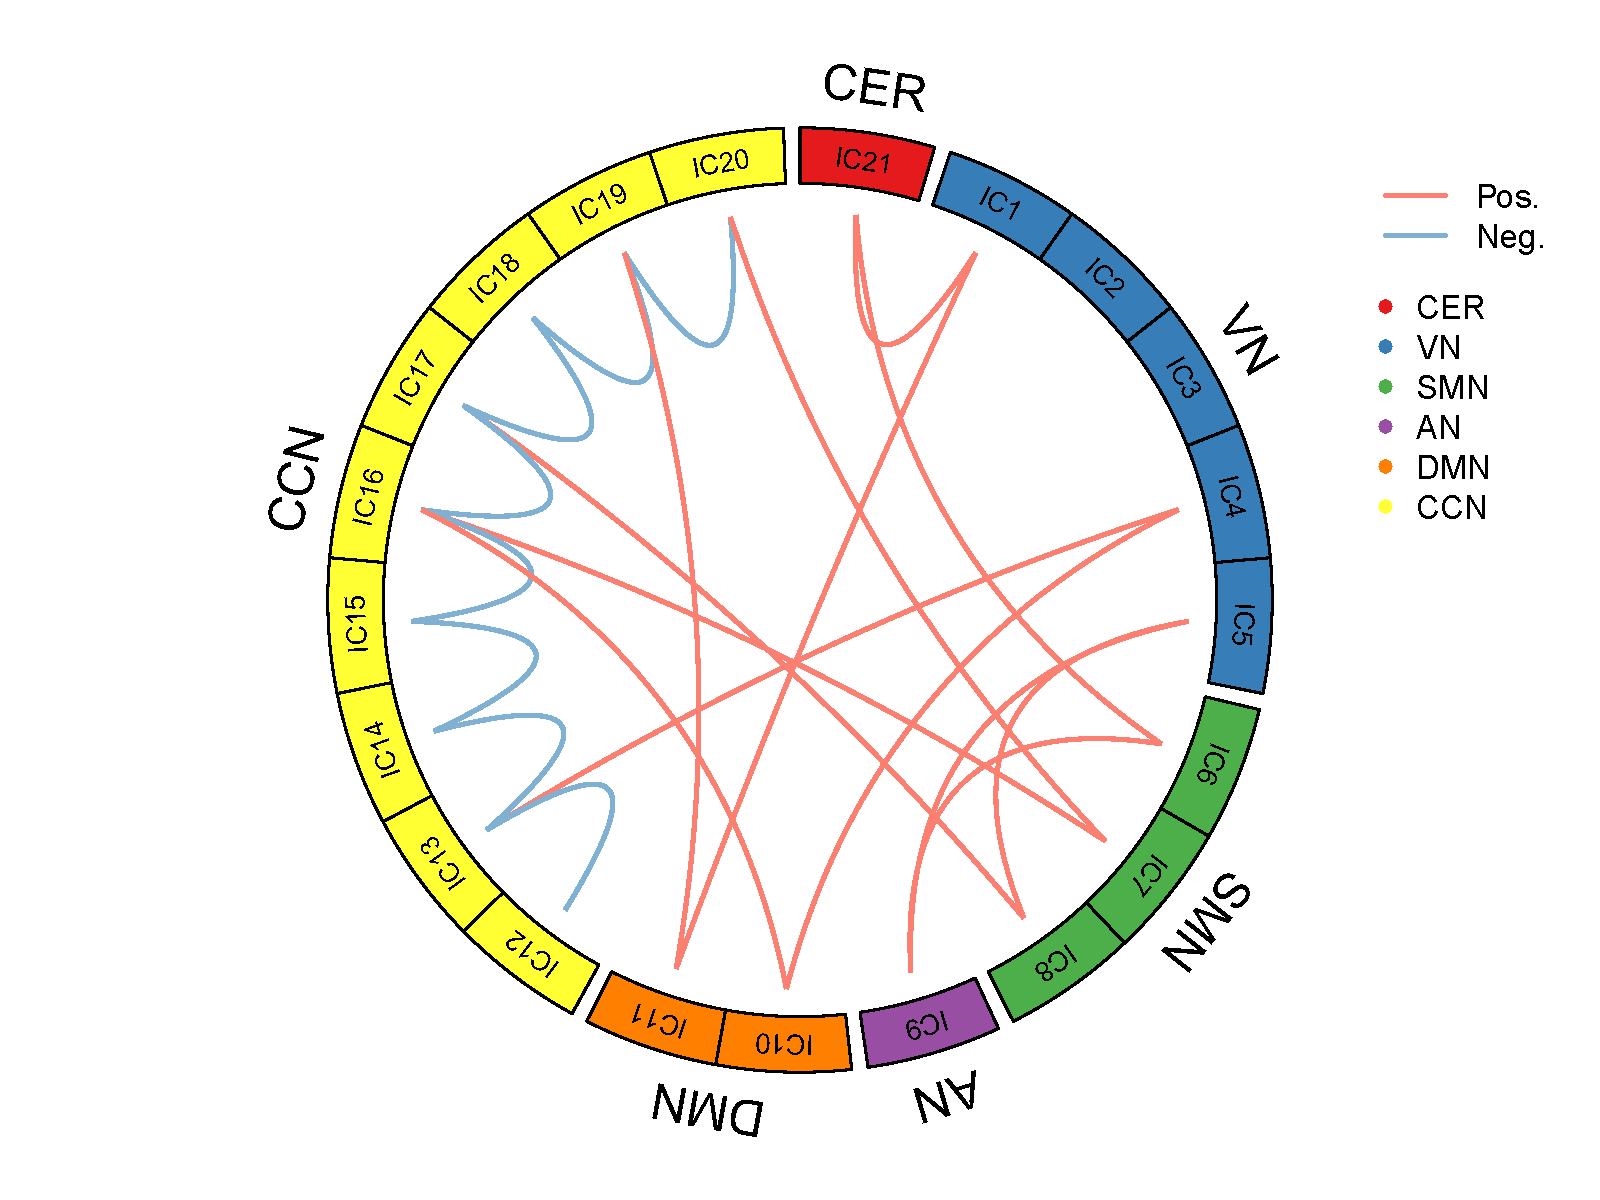 CER
VN
SMN
AN
DMN
CCN
IC21
IC1
IC2
IC3
IC4
IC5
IC6
IC7
IC8
IC9
IC10
IC11
IC12
IC13
IC14
IC15
IC16
IC17
IC18
IC19
IC20
Pos.
Neg.
CER
VN
SMN
AN
DMN
CCN